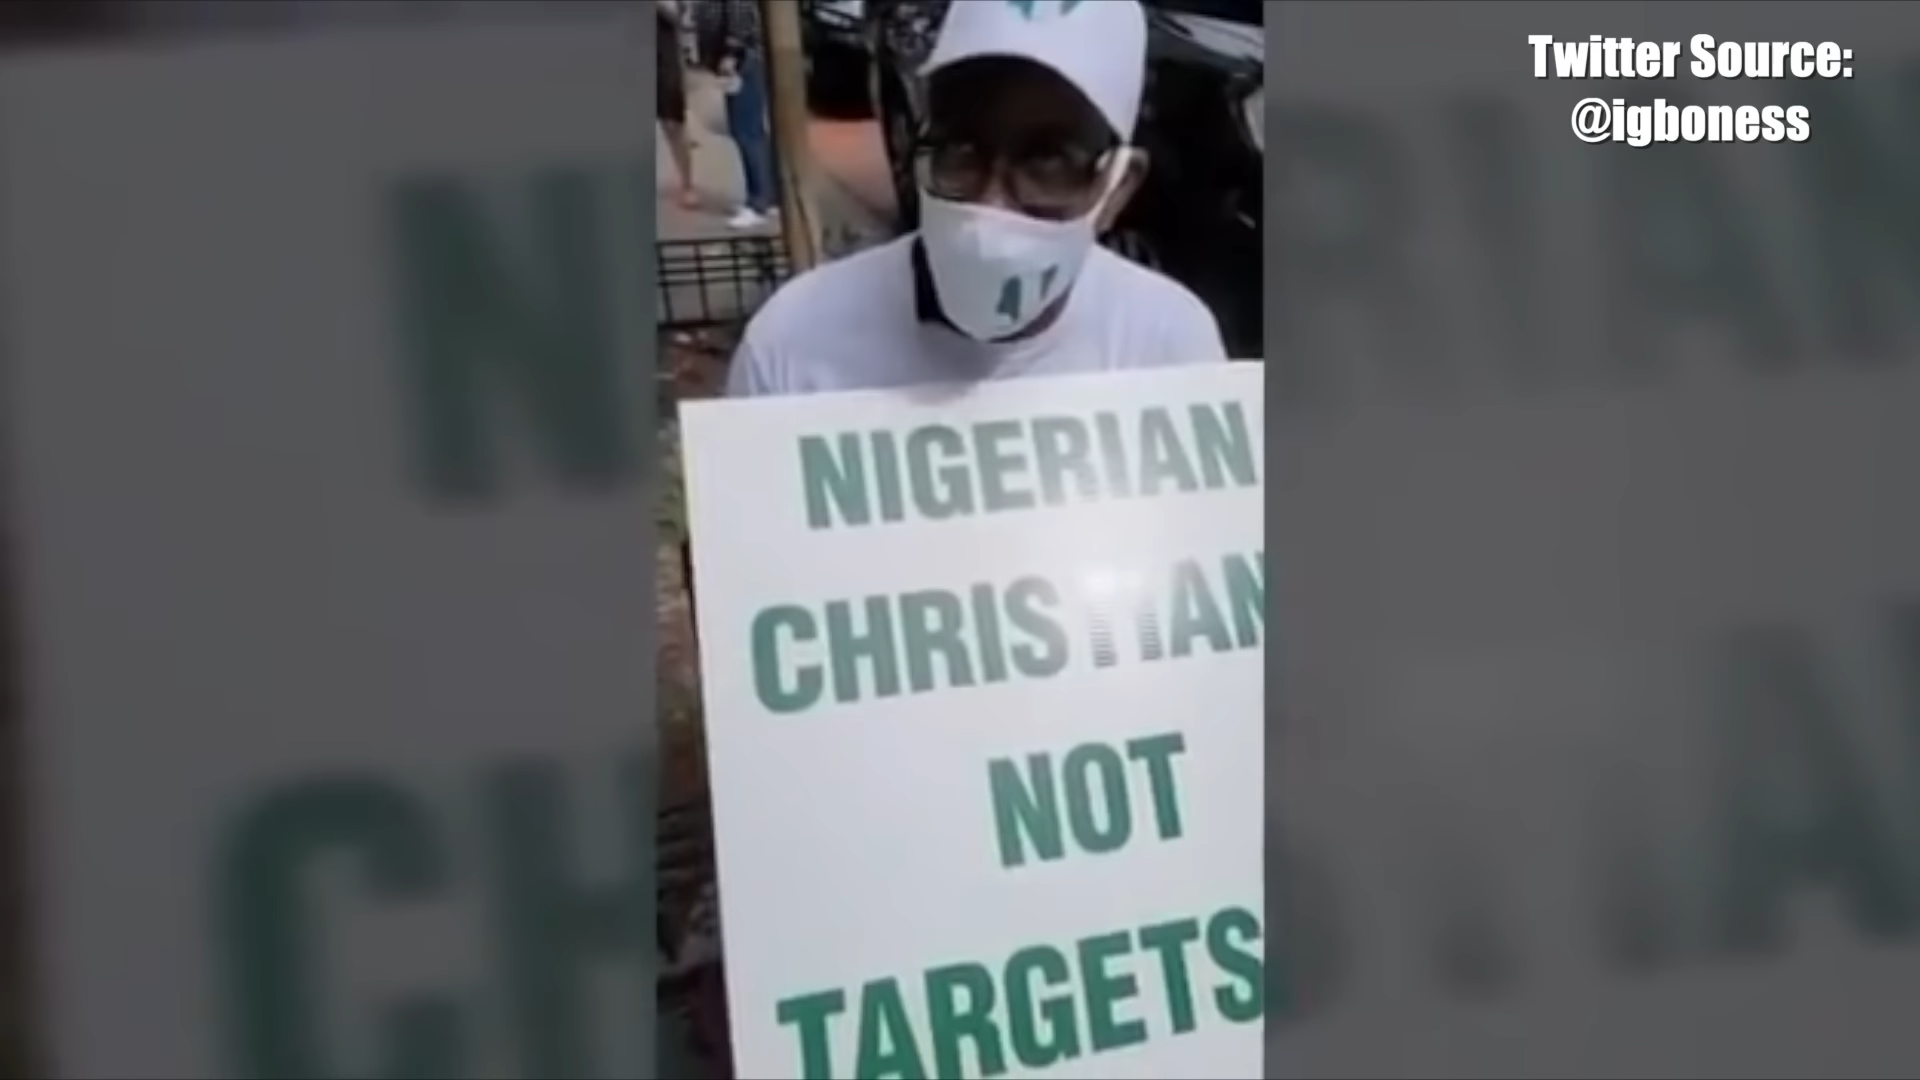 Twitter Source:
@igboness
NIGERIAN
CHRISTIAN
NOT
TARGETS